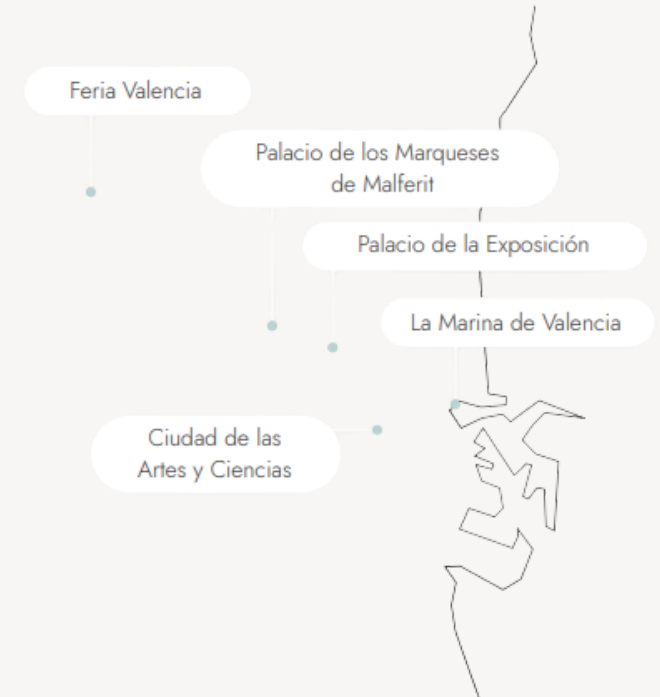 Feria Valencia
Palacio de los Marqueses
de Malferit
Palacio de la Exposición
La Marina de Valencia
Ciudad de las
Artes y Ciencias